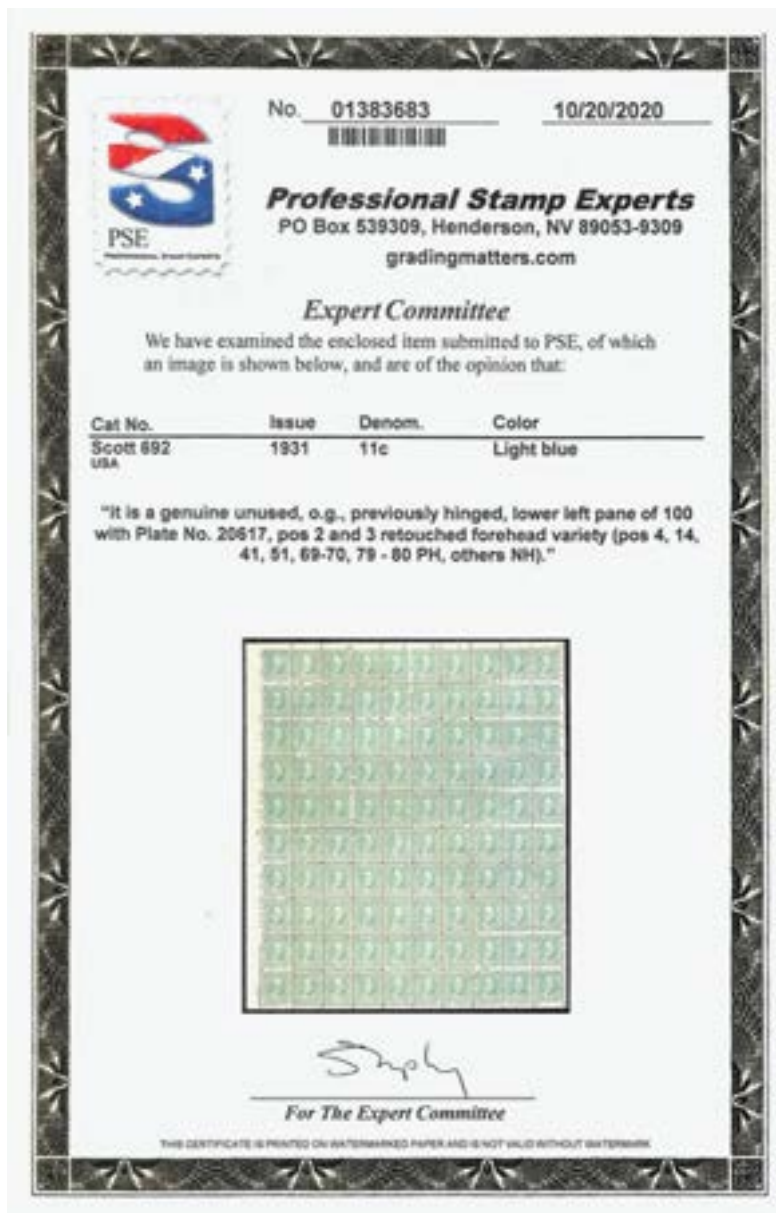 No. 01383683 10/20/2020
PSE
Professional Stamp Experts
PO Box 539309, Henderson, NV 89053-9309
gradingmatters.com
Expert Committee
We have examined the enclosed item submitted to PSE, of which
an image is shown below, and are of the opinion that:
Cat No. Issue Denom. Color
Scott 692 1931 11c Light blue
USA
"it is a genuine unused, o.g., previously hinged, lower left pane of 100
with Plate No. 20617, pos 2 and 3 retouched forehead variety (pos 4, 14,
41, 51, 69-70, 79 - 80 PH, others NH)."
For The Expert Committee
THIS CERTIFICATE IS PRINTED ON WATERMARKED PAPER AND IS NOT VALID WITHOUT WATERMARK